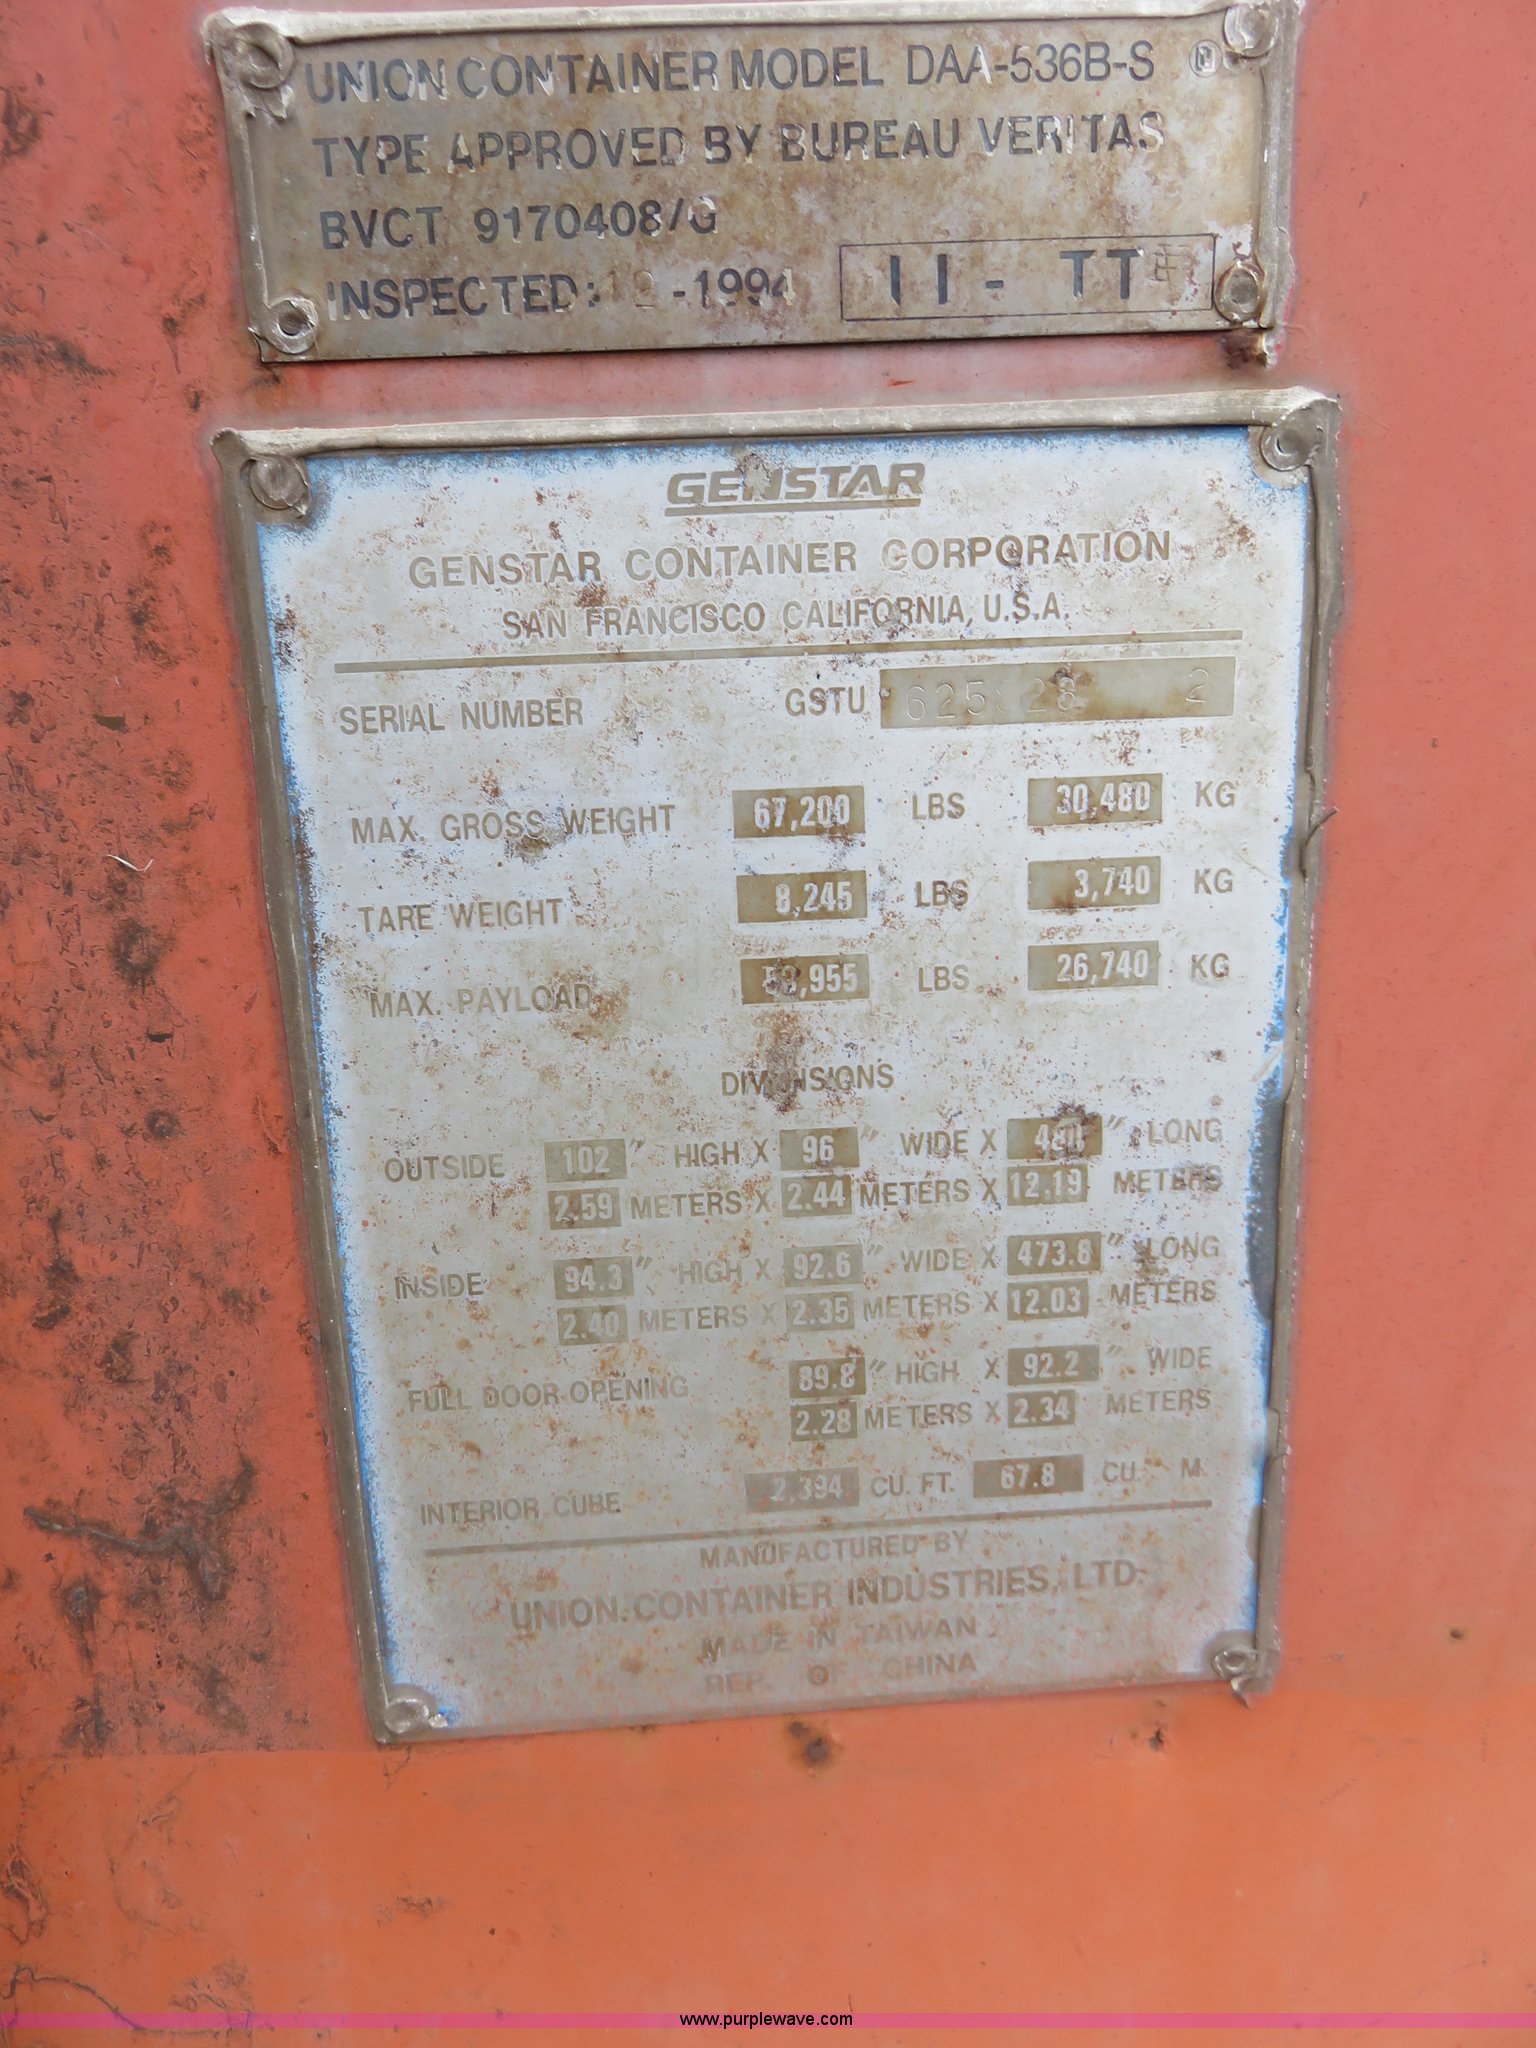 UNION CONTAINER MODEL DAA-536B-S
TYPE APPROVED BY BUREAU VERITAS
BVCT 9170408/G
INSPECTED: 12-1994 II - TT
GENSTAR
GENSTAR CONTAINER CORPORATION
SAN FRANCISCO CALIFORNIA, U.S.A.
SERIAL NUMBER GSTU 2
MAX. GROSS WEIGHT 67,200 LBS 30,480 KG
TARE WEIGHT 8,245 LBS 3,740 KG
MAX. PAYLOAD 58,955 LBS 26,740 KG
DIMENSIONS
OUTSIDE 102" HIGH X 96" WIDE X 480" LONG
2.59 METERS X 2.44 METERS X 12.19 METERS
INSIDE 94.3" HIGH X 92.6" WIDE X 473.8" LONG
2.40 METERS X 2.35 METERS X 12.03 METERS
FULL DOOR OPENING 89.8" HIGH X 92.2" WIDE
2.28 METERS X 2.34 METERS
INTERIOR CUBE 2,394 CU. FT. 67.8 CU. M.
MANUFACTURED BY
UNION CONTAINER INDUSTRIES, LTD.
MADE IN TAIWAN
REP. OF CHINA
www.purplewave.com